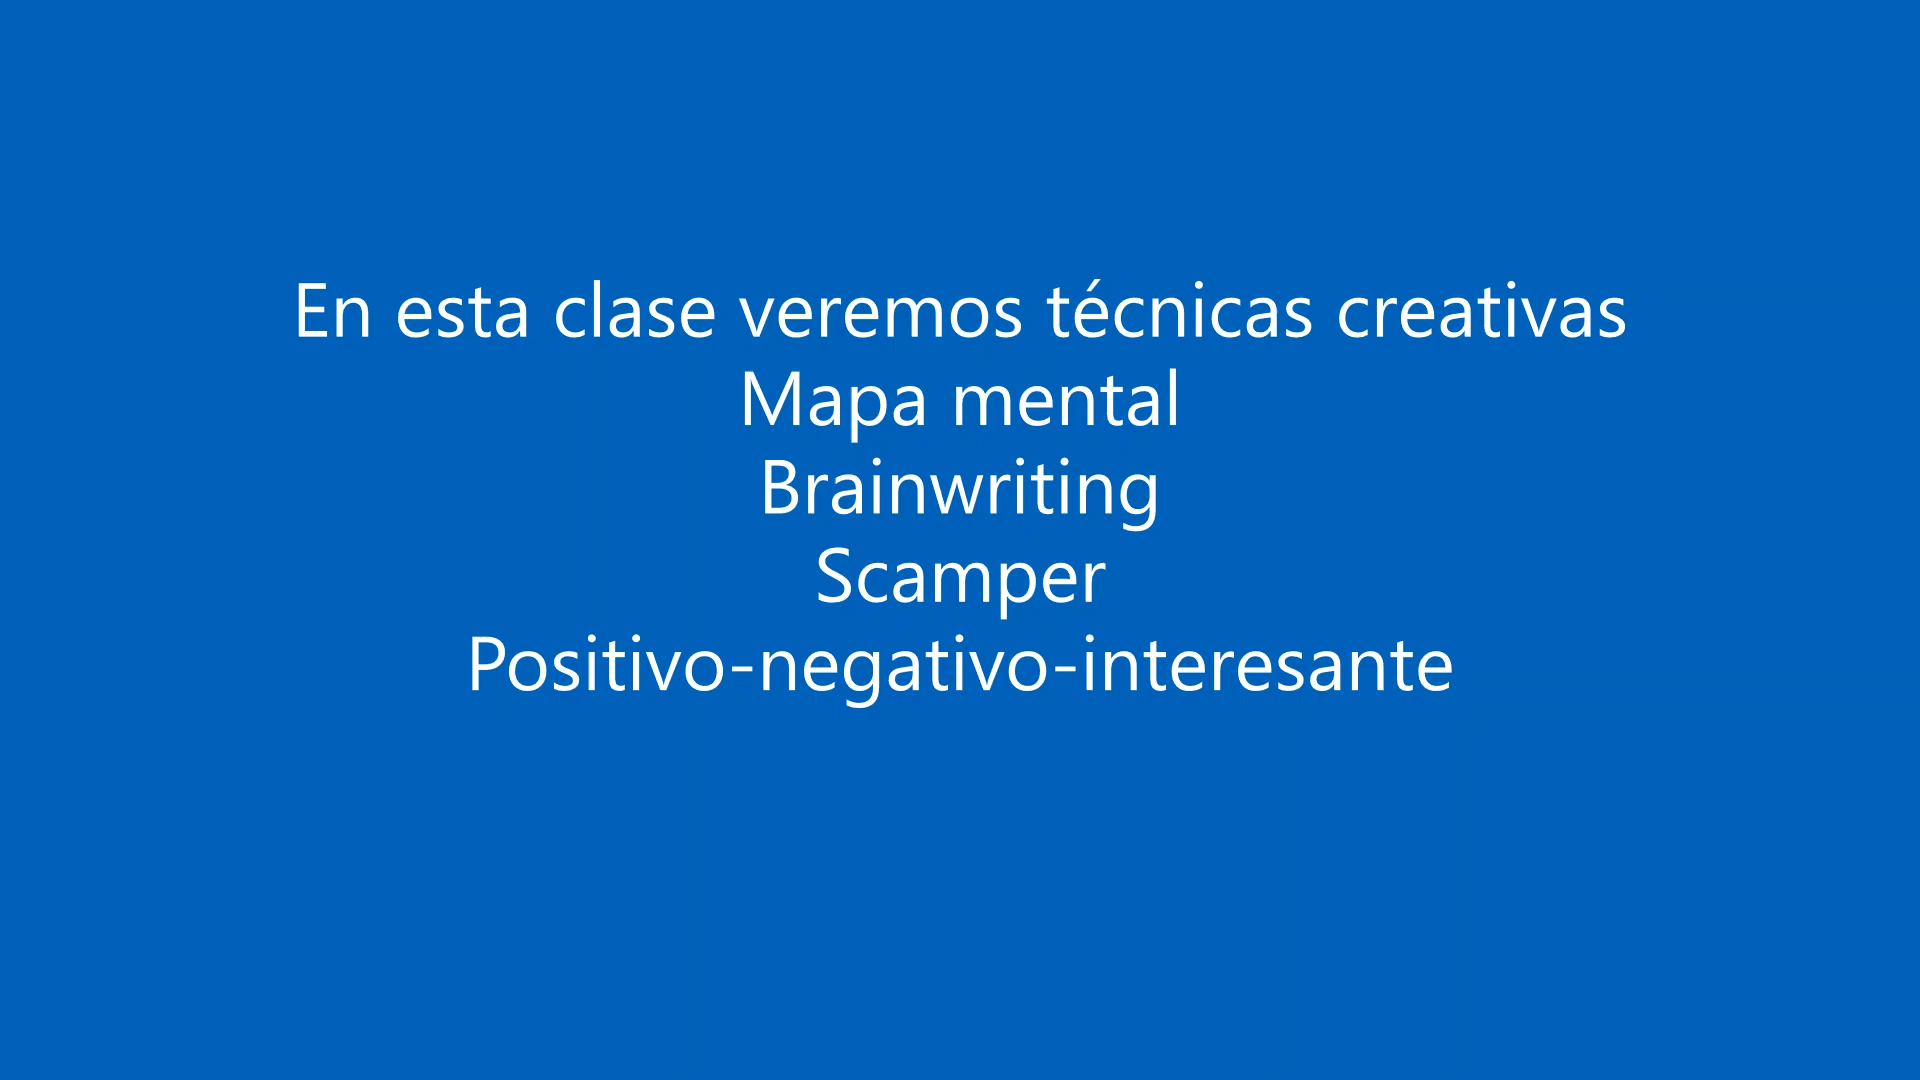 En esta clase veremos técnicas creativas
Mapa mental
Brainwriting
Scamper
Positivo-negativo-interesante